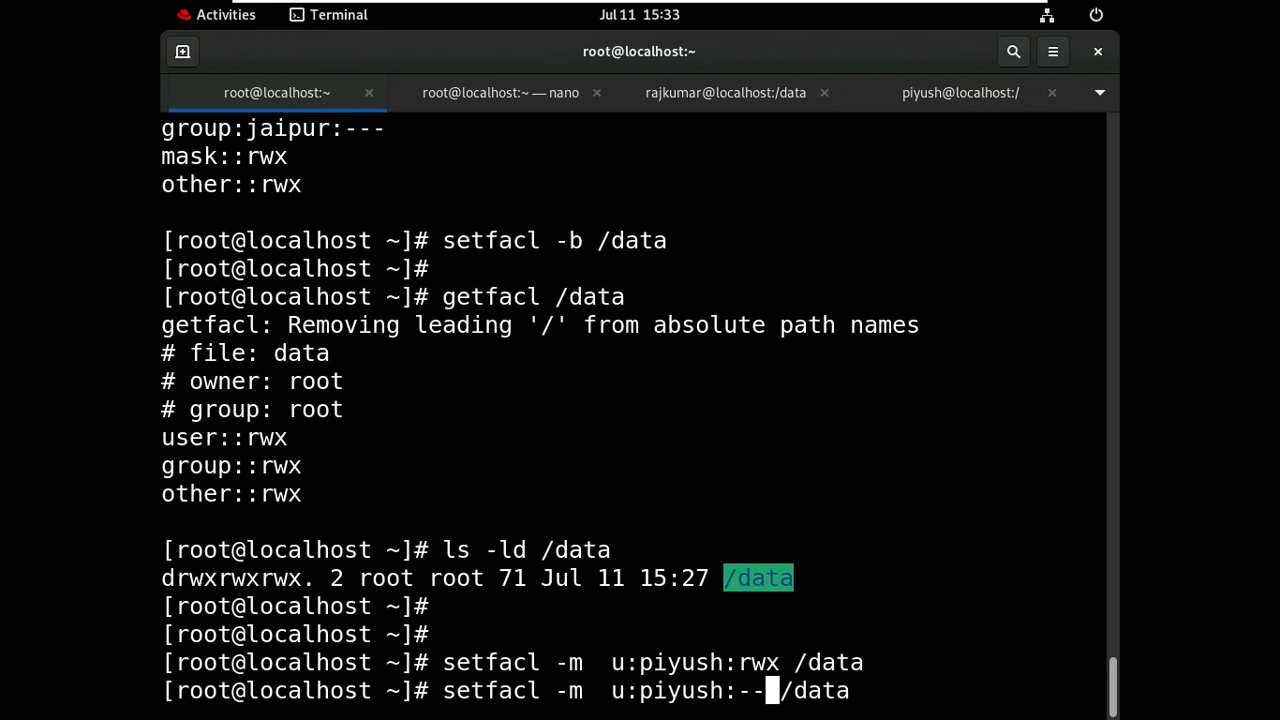 Activities Terminal Jul 11 15:33
root@localhost:~
root@localhost:~ × root@localhost:~ — nano × rajkumar@localhost:/data × piyush@localhost:/ ×
group:jaipur:---
mask::rwx
other::rwx
[root@localhost ~]# setfacl -b /data
[root@localhost ~]#
[root@localhost ~]# getfacl /data
getfacl: Removing leading '/' from absolute path names
# file: data
# owner: root
# group: root
user::rwx
group::rwx
other::rwx
[root@localhost ~]# ls -ld /data
drwxrwxrwx. 2 root root 71 Jul 11 15:27 /data
[root@localhost ~]#
[root@localhost ~]#
[root@localhost ~]# setfacl -m  u:piyush:rwx /data
[root@localhost ~]# setfacl -m  u:piyush:-- /data